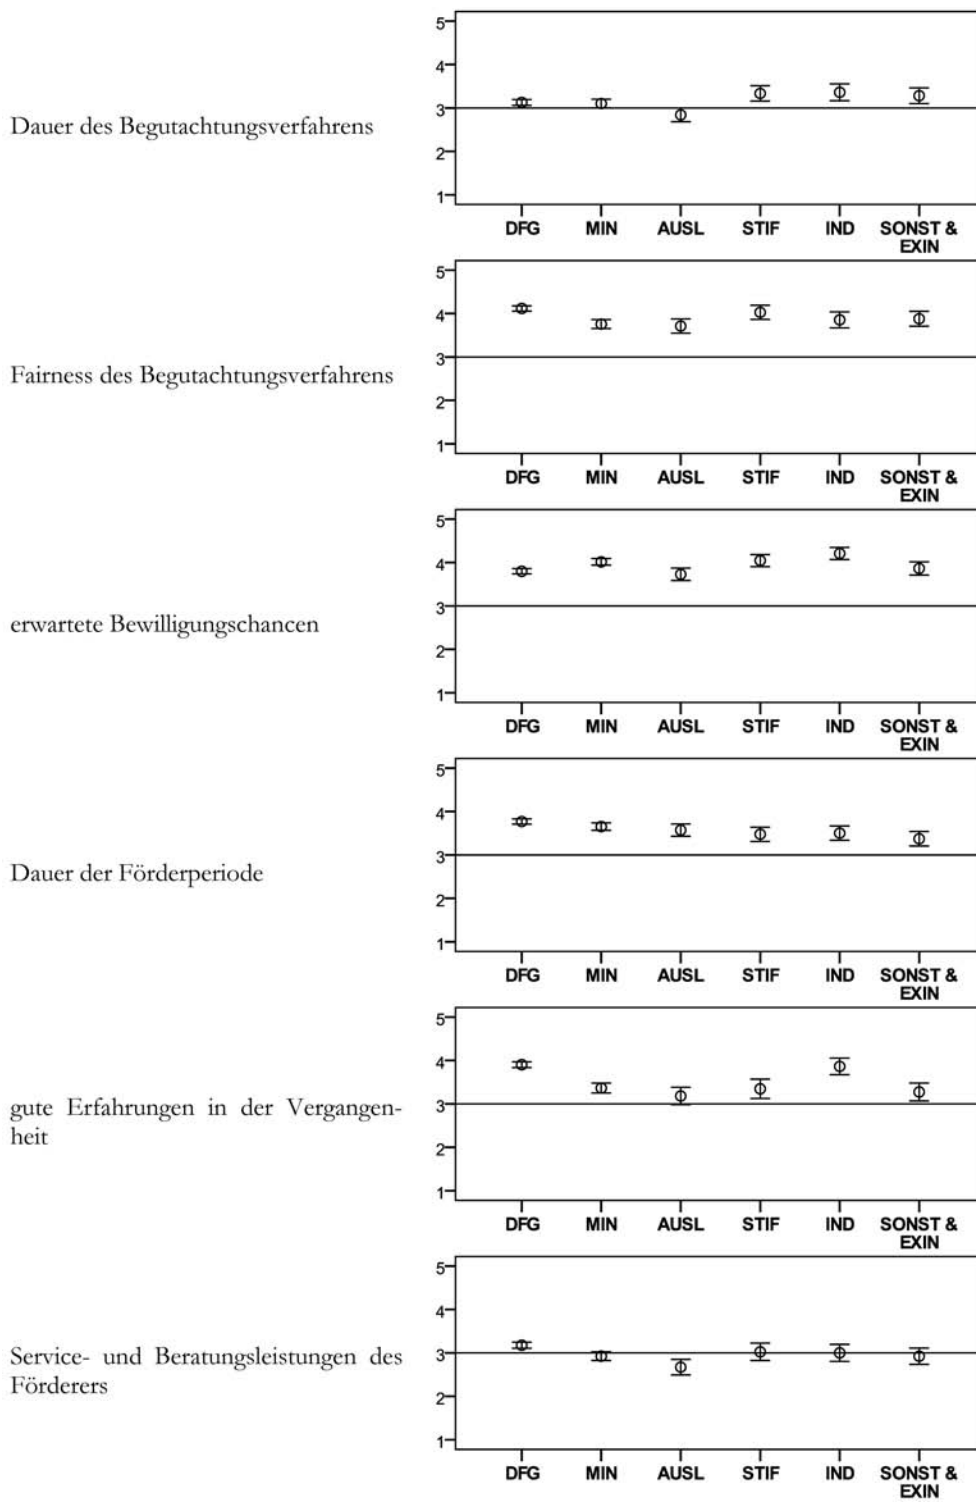 Dauer des Begutachtungsverfahrens
5
4
3
2
1
DFG MIN AUSL STIF IND SONST &
EXIN
Fairness des Begutachtungsverfahrens
5
4
3
2
1
DFG MIN AUSL STIF IND SONST &
EXIN
erwartete Bewilligungschancen
5
4
3
2
1
DFG MIN AUSL STIF IND SONST &
EXIN
Dauer der Förderperiode
5
4
3
2
1
DFG MIN AUSL STIF IND SONST &
EXIN
gute Erfahrungen in der Vergangen-
heit
5
4
3
2
1
DFG MIN AUSL STIF IND SONST &
EXIN
Service- und Beratungsleistungen des
Förderers
5
4
3
2
1
DFG MIN AUSL STIF IND SONST &
EXIN